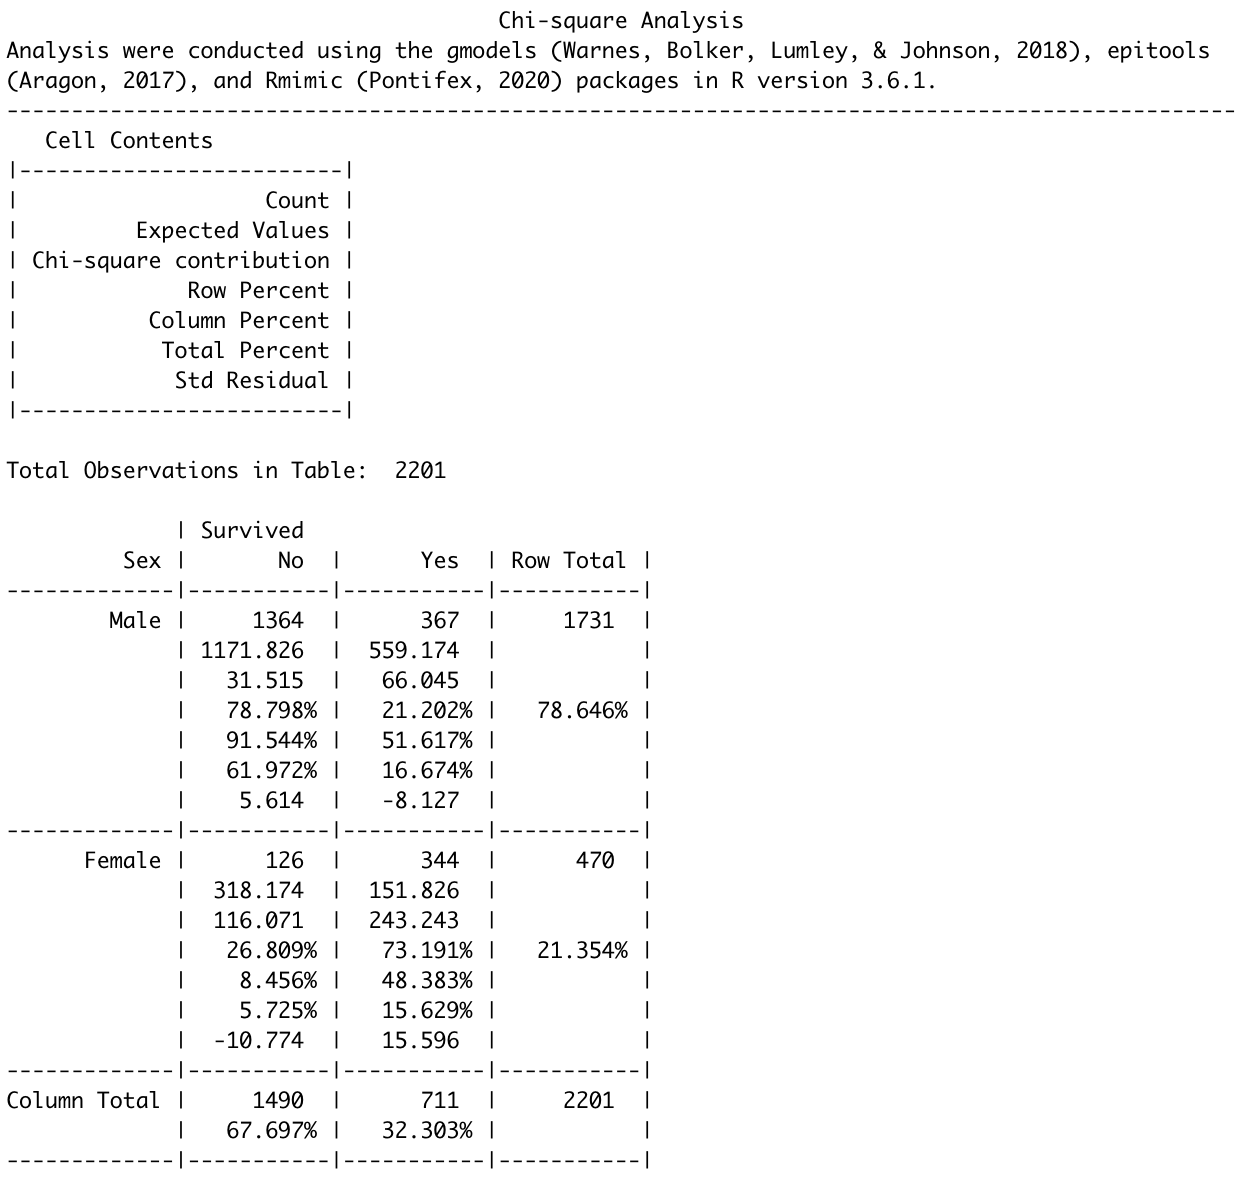 Chi-square Analysis
Analysis were conducted using the gmodels (Warnes, Bolker, Lumley, & Johnson, 2018), epitools
(Aragon, 2017), and Rmimic (Pontifex, 2020) packages in R version 3.6.1.
------------------------------------------------------------------------------------------------
   Cell Contents
|-------------------------|
|                   Count |
|         Expected Values |
| Chi-square contribution |
|             Row Percent |
|          Column Percent |
|           Total Percent |
|            Std Residual |
|-------------------------|

Total Observations in Table:  2201

             | Survived
         Sex |       No  |      Yes  | Row Total |
-------------|-----------|-----------|-----------|
        Male |     1364  |      367  |     1731  |
             | 1171.826  |  559.174  |           |
             |   31.515  |   66.045  |           |
             |   78.798% |   21.202% |   78.646% |
             |   91.544% |   51.617% |           |
             |   61.972% |   16.674% |           |
             |    5.614  |   -8.127  |           |
-------------|-----------|-----------|-----------|
      Female |      126  |      344  |      470  |
             |  318.174  |  151.826  |           |
             |  116.071  |  243.243  |           |
             |   26.809% |   73.191% |   21.354% |
             |    8.456% |   48.383% |           |
             |    5.725% |   15.629% |           |
             |  -10.774  |   15.596  |           |
-------------|-----------|-----------|-----------|
Column Total |     1490  |      711  |     2201  |
             |   67.697% |   32.303% |           |
-------------|-----------|-----------|-----------|